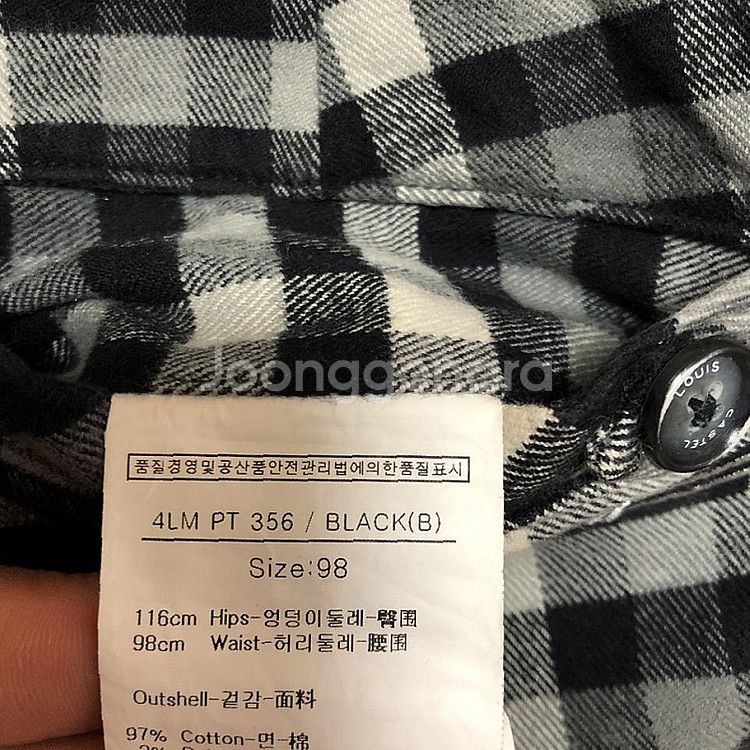 Joonggonara
LOUIS
CASTEL
품질경영및공산품안전관리법에의한품질표시
4LM PT 356 / BLACK(B)
Size:98
116cm Hips-엉덩이둘레-臀围
98cm Waist-허리둘레-腰围
Outshell-겉감-面料
97% Cotton-면-棉